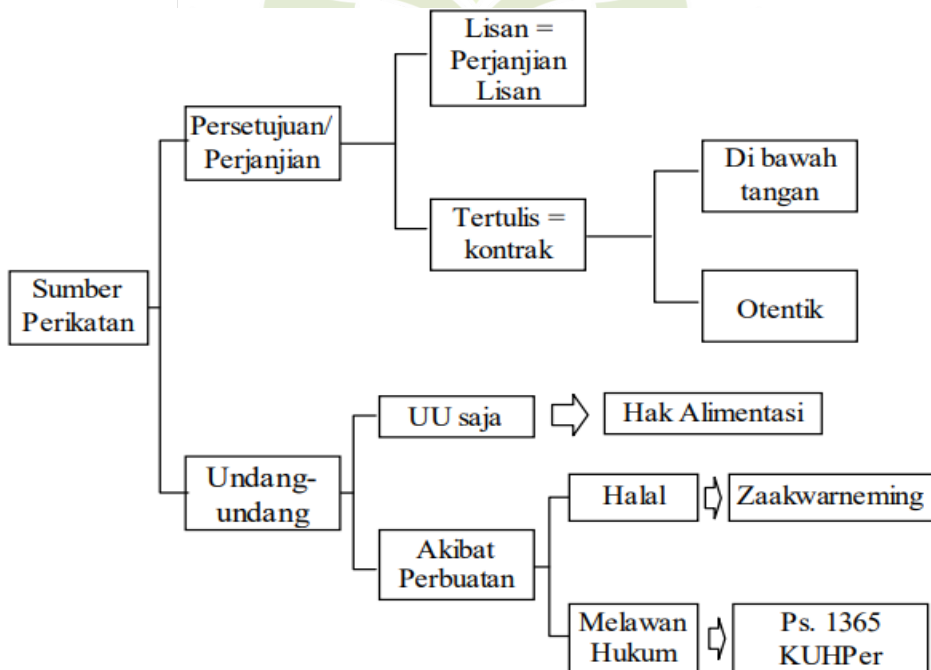 Lisan =
Perjanjian
Lisan
Persetujuan/
Perjanjian
Di bawah
tangan
Tertulis =
kontrak
Sumber
Perikatan
Otentik
UU saja
Hak Alimentasi
Undang-
undang
Halal
Zaakwarneming
Akibat
Perbuatan
Melawan
Hukum
Ps. 1365
KUHPer